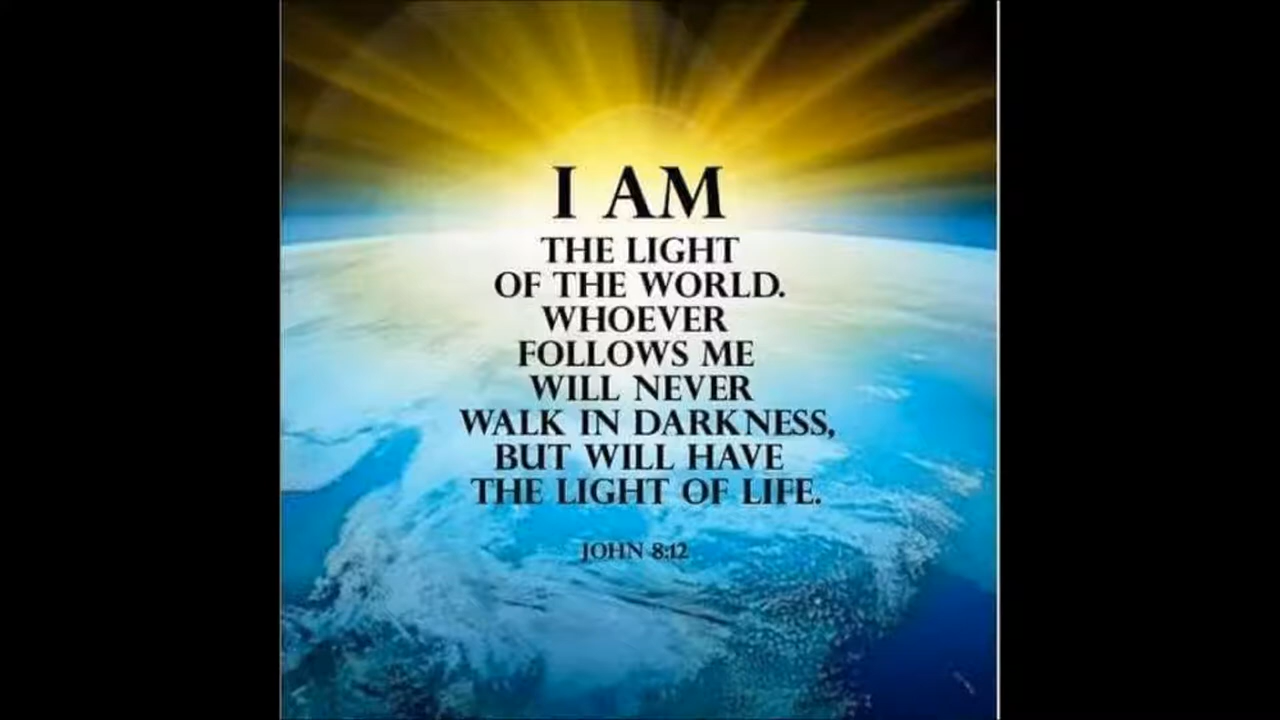 I AM
THE LIGHT
OF THE WORLD.
WHOEVER
FOLLOWS ME
WILL NEVER
WALK IN DARKNESS,
BUT WILL HAVE
THE LIGHT OF LIFE.
JOHN 8:12